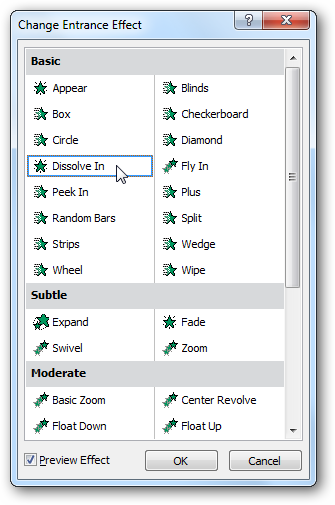 Change Entrance Effect
Basic
Appear Blinds
Box Checkerboard
Circle Diamond
Dissolve In Fly In
Peek In Plus
Random Bars Split
Strips Wedge
Wheel Wipe
Subtle
Expand Fade
Swivel Zoom
Moderate
Basic Zoom Center Revolve
Float Down Float Up
Preview Effect OK Cancel